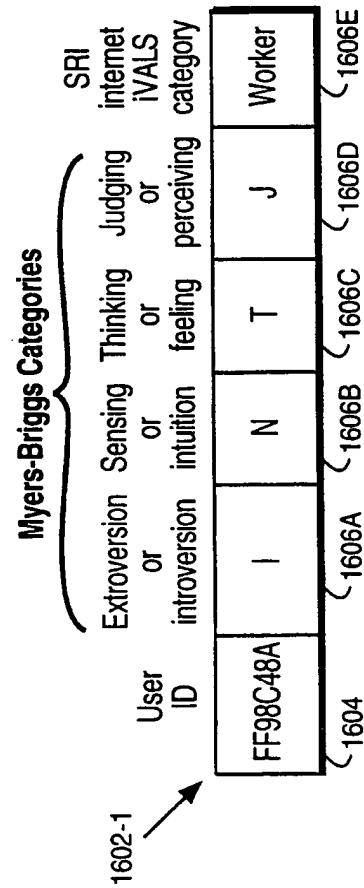 Myers-Briggs Categories
User
ID
Extroversion
or
introversion
Sensing
or
intuition
Thinking
or
feeling
Judging
or
perceiving
SRI
internet
iVALS
category
1602-1
FF98C48A
I
N
T
J
Worker
1604
1606A
1606B
1606C
1606D
1606E